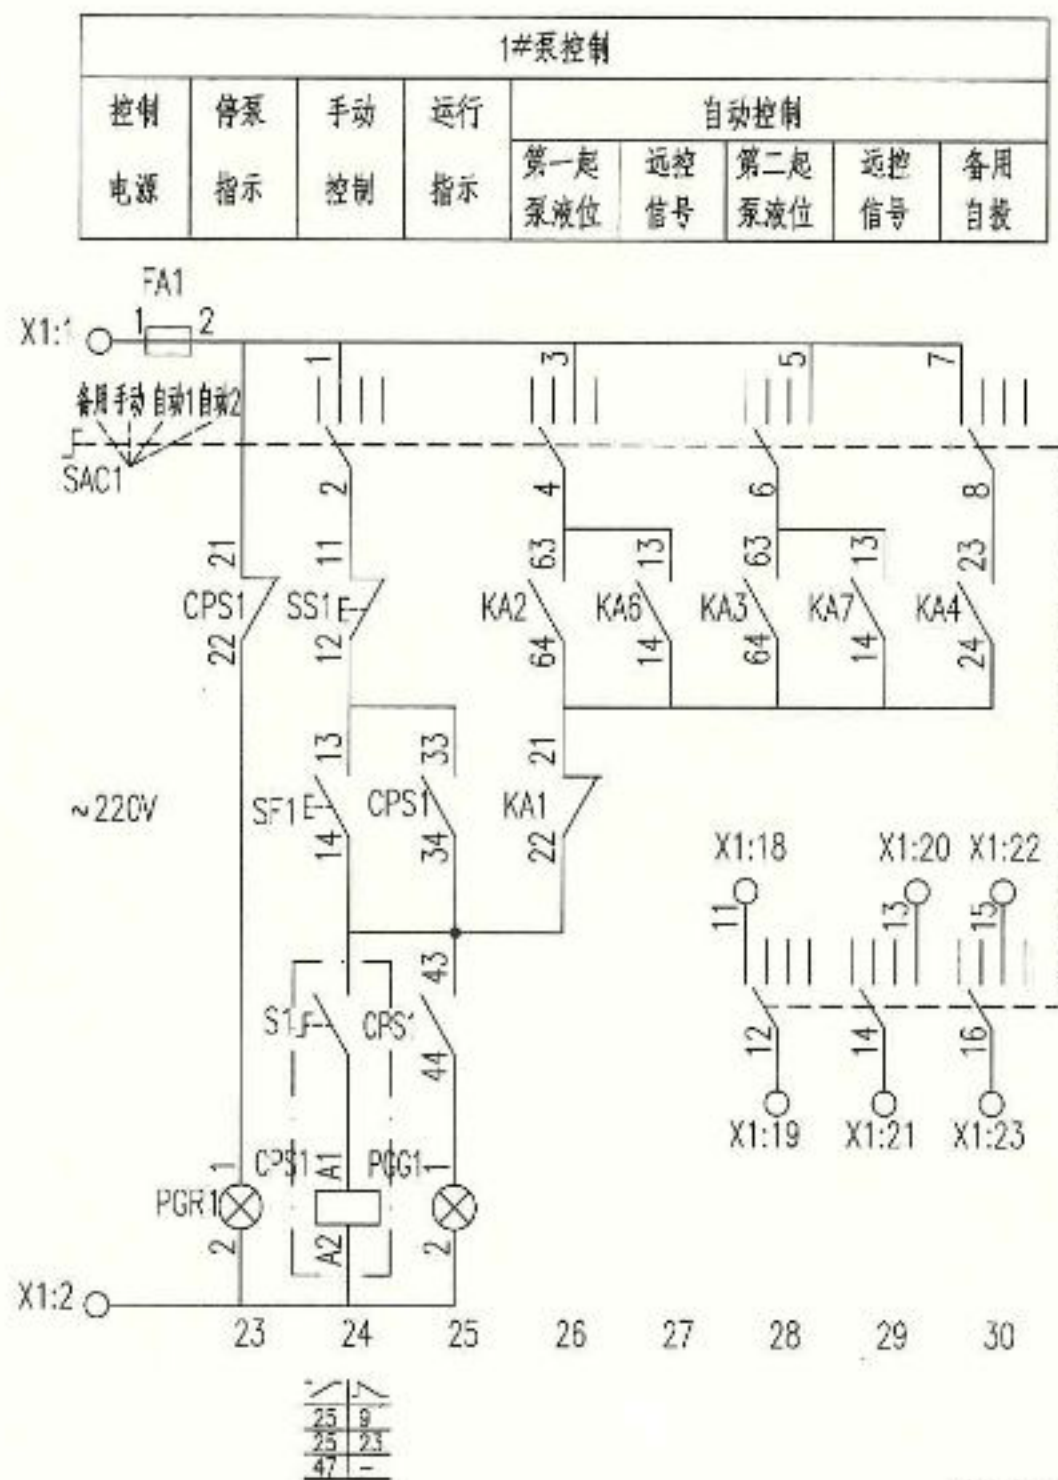 1#泵控制
控制 停泵 手动 运行 自动控制
电源 指示 控制 指示
第一起 远控 第二起 远控 备用
泵液位 信号 泵液位 信号 自投
FA1
X1:1 1 2
1 3 5 7
备用 手动 自动1 自动2
SAC1
2 4 6 8
21 11 63 13 63 13 23
CPS1 SS1 KA2 KA6 KA3 KA7 KA4
22 12 64 14 64 14 24
13 33 21
~220V SF1 CPS1 KA1
14 34 22
X1:18 X1:20 X1:22
11 13 15
43
S1 CPS1
44
12 14 16
X1:19 X1:21 X1:23
CPS1 A1 PGG1 1
1
PGR1
2 A2 2
X1:2
23 24 25 26 27 28 29 30
25 9
25 23
47 -